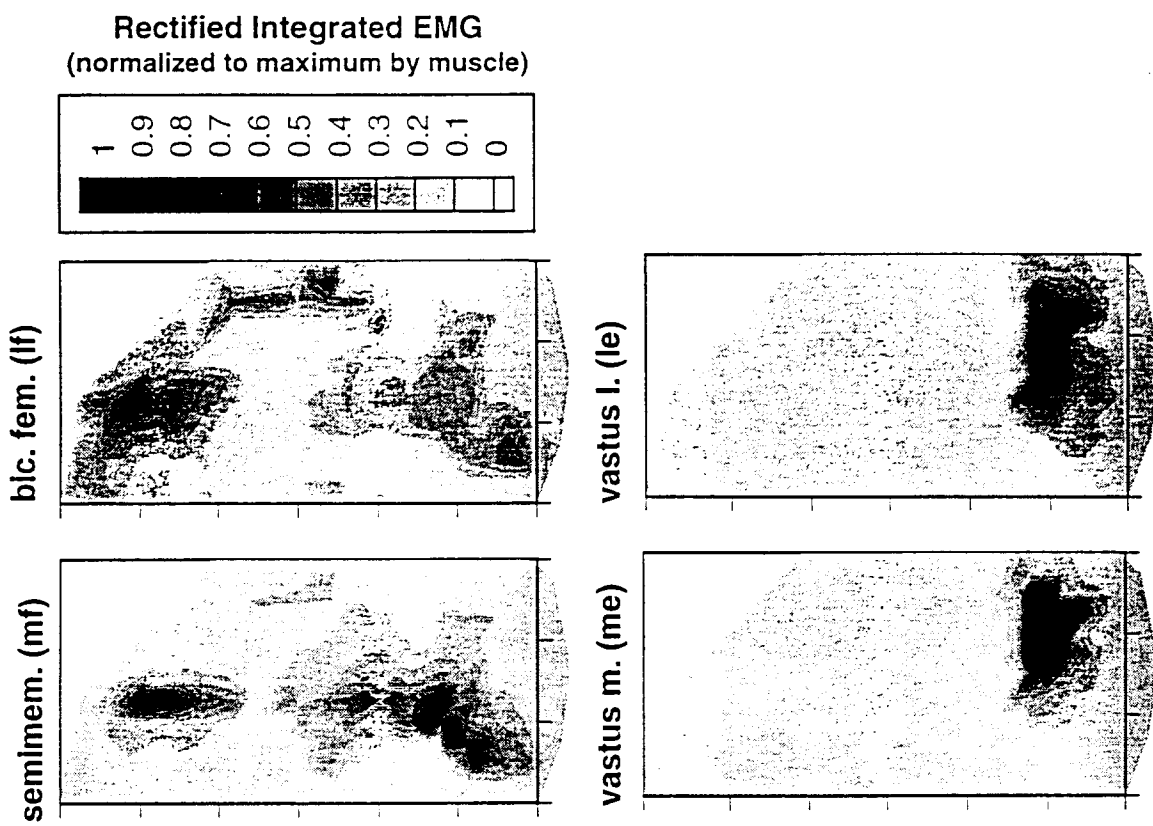 Rectified Integrated EMG
(normalized to maximum by muscle)
1
0.9
0.8
0.7
0.6
0.5
0.4
0.3
0.2
0.1
0
bic. fem. (lf)
vastus l. (le)
semimem. (mf)
vastus m. (me)